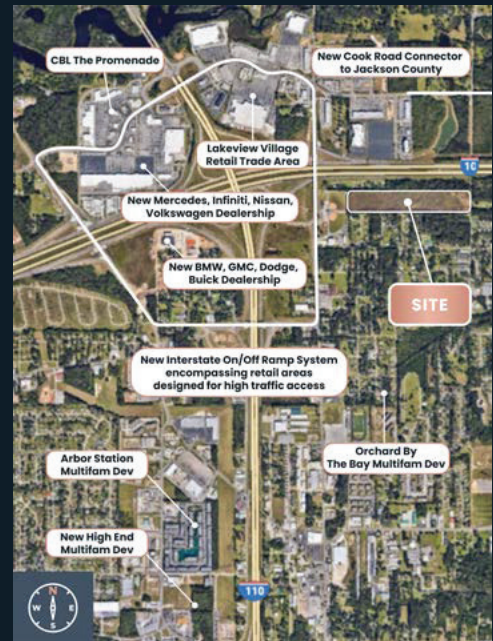 CBL The Promenade
New Cook Road Connector
to Jackson County
Lakeview Village
Retail Trade Area
10
New Mercedes, Infiniti, Nissan,
Volkswagen Dealership
New BMW, GMC, Dodge,
Buick Dealership
SITE
New Interstate On/Off Ramp System
encompassing retail areas
designed for high traffic access
Arbor Station
Multifam Dev
Orchard By
The Bay Multifam Dev
New High End
Multifam Dev
110
N
W E
S